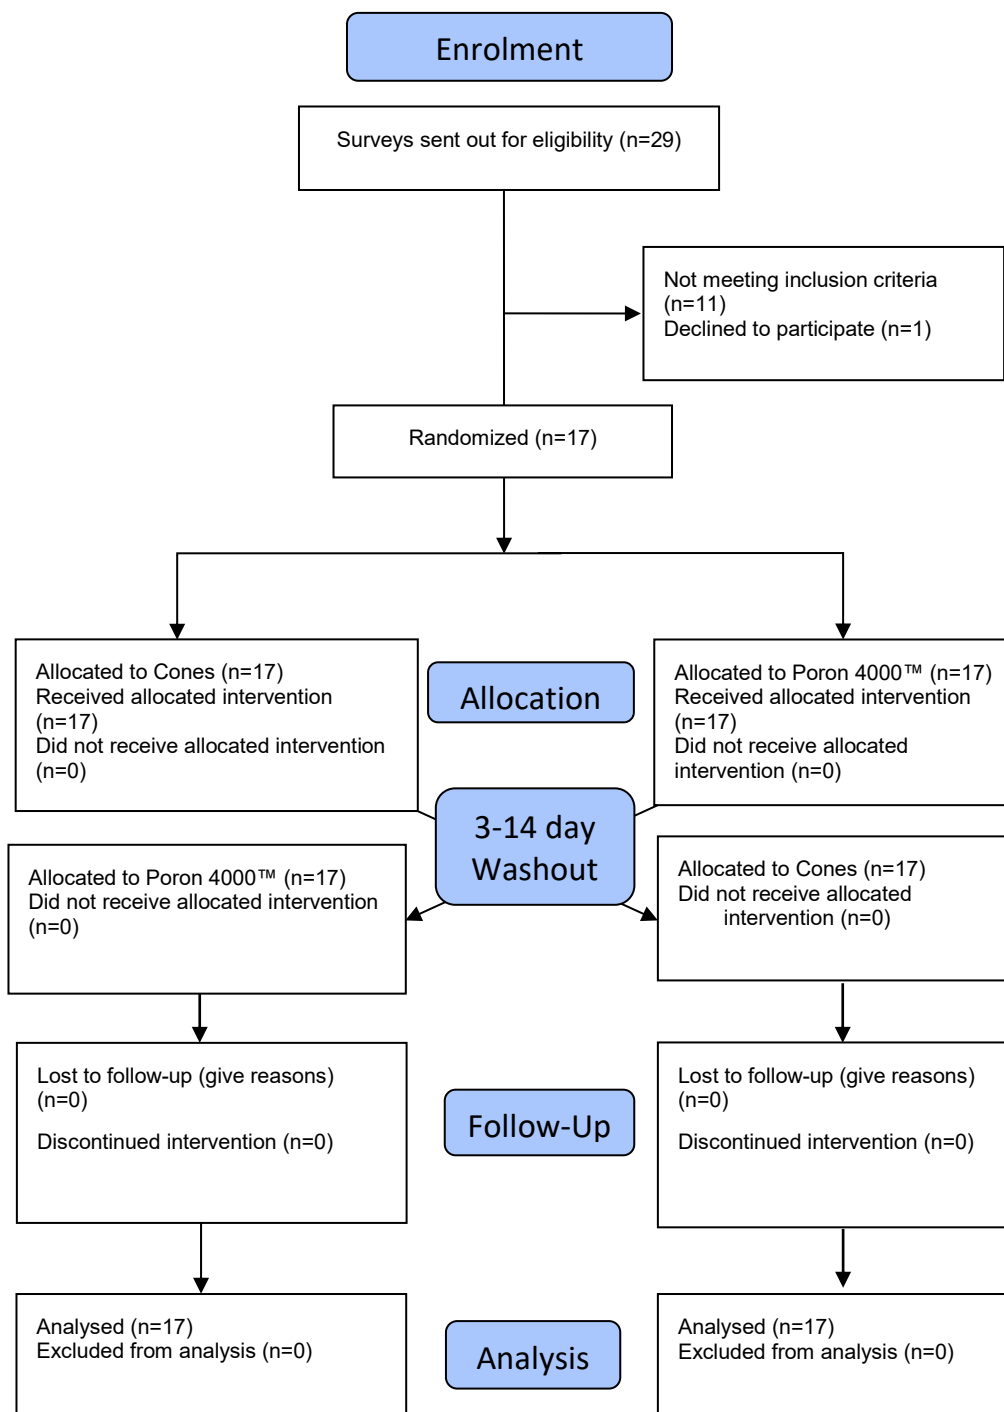 Enrolment
Surveys sent out for eligibility (n=29)
Not meeting inclusion criteria
(n=11)
Declined to participate (n=1)
Randomized (n=17)
Allocated to Cones (n=17)
Received allocated intervention
(n=17)
Did not receive allocated intervention
(n=0)
Allocation
Allocated to Poron 4000™ (n=17)
Received allocated intervention
(n=17)
Did not receive allocated
intervention (n=0)
3-14 day
Washout
Allocated to Poron 4000™ (n=17)
Did not receive allocated intervention
(n=0)
Allocated to Cones (n=17)
Did not receive allocated
intervention (n=0)
Lost to follow-up (give reasons)
(n=0)
Discontinued intervention (n=0)
Follow-Up
Lost to follow-up (give reasons)
(n=0)
Discontinued intervention (n=0)
Analysed (n=17)
Excluded from analysis (n=0)
Analysis
Analysed (n=17)
Excluded from analysis (n=0)